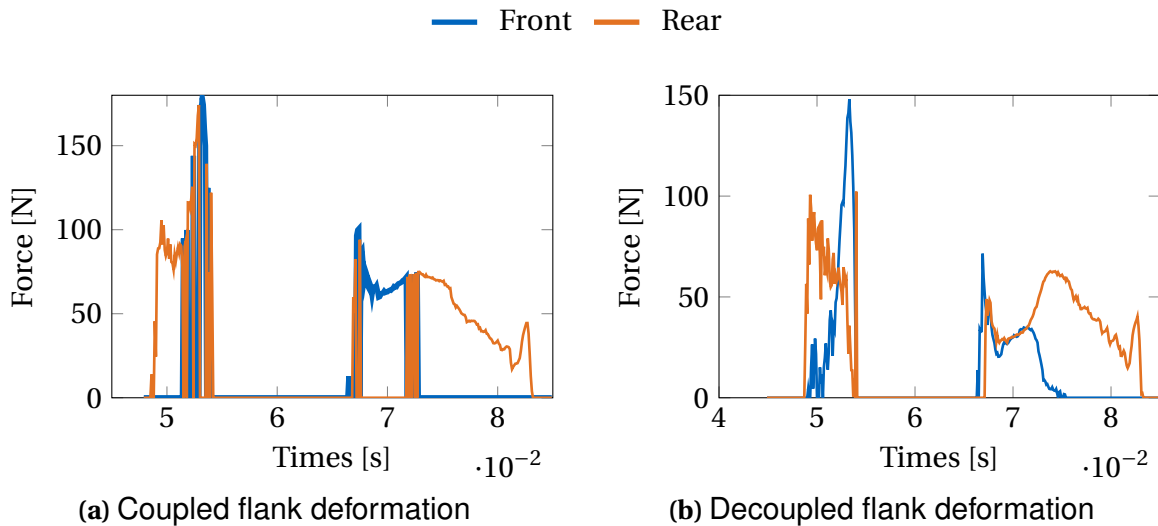 Front Rear
Force [N]
150
100
50
0
5 6 7 8
Times [s] ·10−2
(a) Coupled flank deformation
Force [N]
150
100
50
0
4 5 6 7 8
Times [s] ·10−2
(b) Decoupled flank deformation